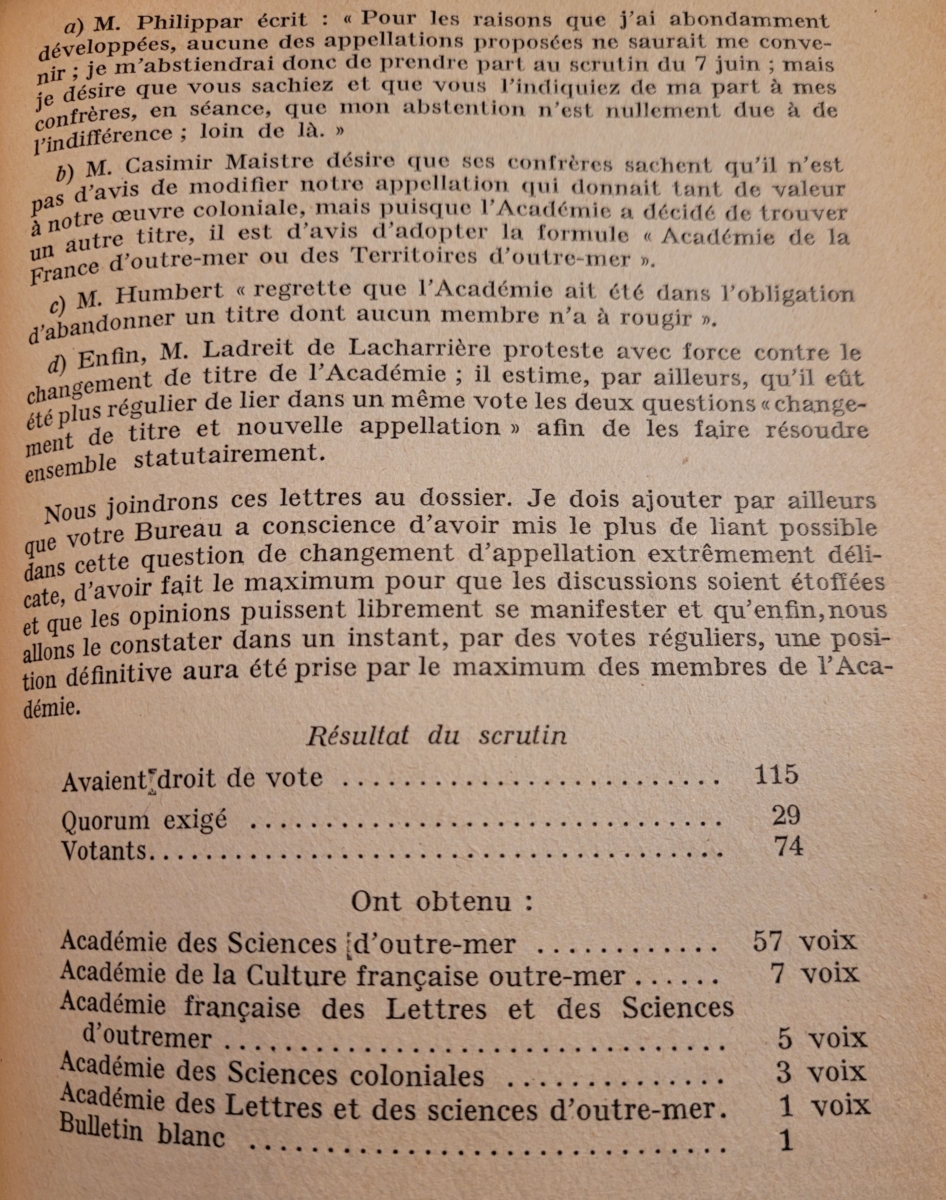 a) M. Philippar écrit : « Pour les raisons que j'ai abondamment
développées, aucune des appellations proposées ne saurait me conve-
nir ; je m'abstiendrai donc de prendre part au scrutin du 7 juin ; mais
je désire que vous sachiez et que vous l'indiquiez de ma part à mes
confrères, en séance, que mon abstention n'est nullement due à de
l'indifférence ; loin de là. »
b) M. Casimir Maistre désire que ses confrères sachent qu'il n'est
pas d'avis de modifier notre appellation qui donnait tant de valeur
à notre œuvre coloniale, mais puisque l'Académie a décidé de trouver
un autre titre, il est d'avis d'adopter la formule « Académie de la
France d'outre-mer ou des Territoires d'outre-mer ».
c) M. Humbert « regrette que l'Académie ait été dans l'obligation
d'abandonner un titre dont aucun membre n'a à rougir ».
d) Enfin, M. Ladreit de Lacharrière proteste avec force contre le
changement de titre de l'Académie ; il estime, par ailleurs, qu'il eût
été plus régulier de lier dans un même vote les deux questions « change-
ment de titre et nouvelle appellation » afin de les faire résoudre
ensemble statutairement.
Nous joindrons ces lettres au dossier. Je dois ajouter par ailleurs
que votre Bureau a conscience d'avoir mis le plus de liant possible
dans cette question de changement d'appellation extrêmement déli-
cate, d'avoir fait le maximum pour que les discussions soient étoffées
et que les opinions puissent librement se manifester et qu'enfin, nous
allons le constater dans un instant, par des votes réguliers, une posi-
tion définitive aura été prise par le maximum des membres de l'Aca-
démie.
Résultat du scrutin
Avaient droit de vote ........................... 115
Quorum exigé ................................. 29
Votants........................................ 74
Ont obtenu :
Académie des Sciences d'outre-mer ............. 57 voix
Académie de la Culture française outre-mer ...... 7 voix
Académie française des Lettres et des Sciences
d'outremer .................................... 5 voix
Académie des Sciences coloniales ............... 3 voix
Académie des Lettres et des sciences d'outre-mer. 1 voix
Bulletin blanc ................................. 1